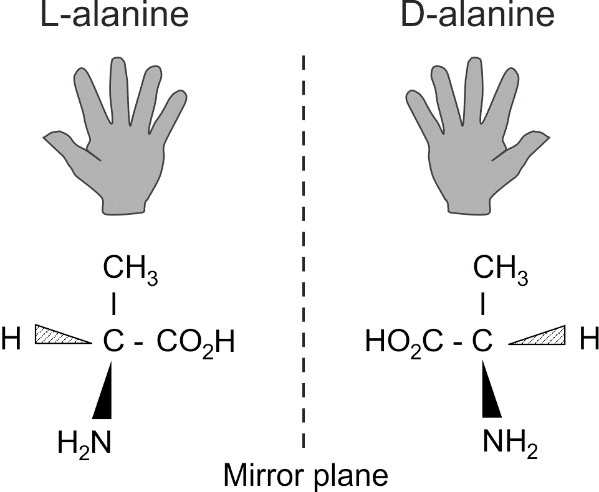 L-alanine
D-alanine
CH3
CH3
H C - CO2H
HO2C - C H
H2N
NH2
Mirror plane